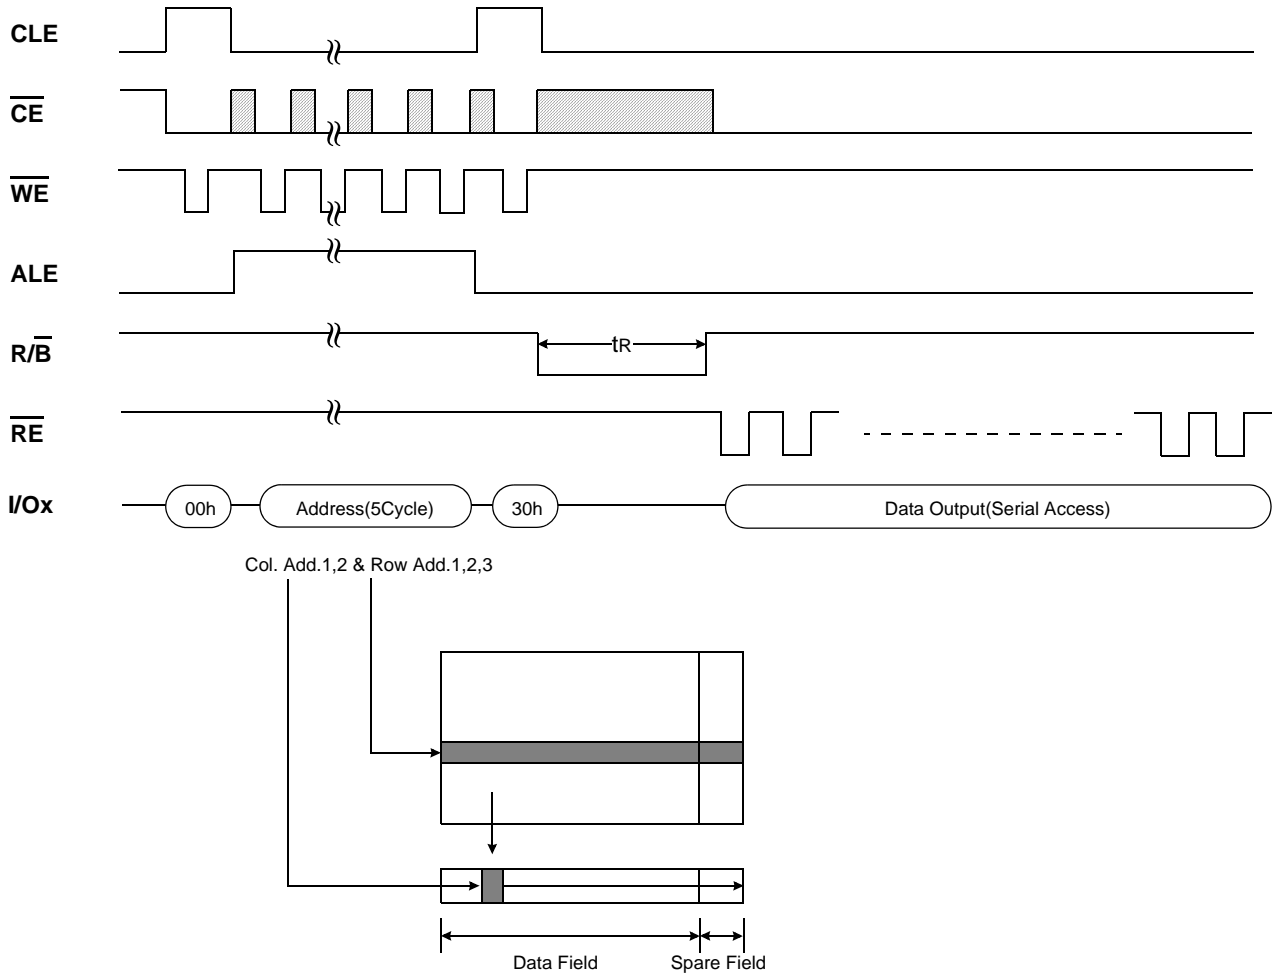 CLE
CE
WE
ALE
R/B
tR
RE
I/Ox
00h
Address(5Cycle)
30h
Data Output(Serial Access)
Col. Add.1,2 & Row Add.1,2,3
Data Field
Spare Field